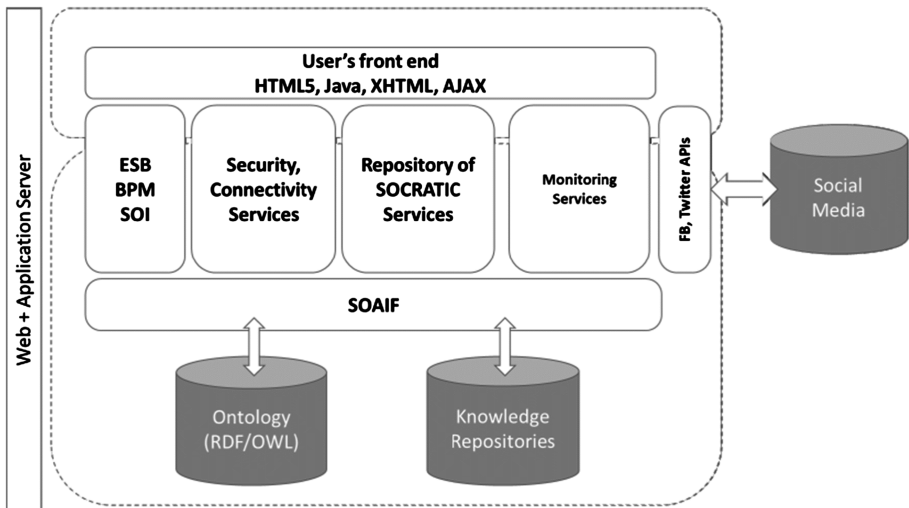 User's front end
HTML5, Java, XHTML, AJAX
Web + Application Server
ESB
BPM
SOI
Security,
Connectivity
Services
Repository of
SOCRATIC
Services
Monitoring
Services
FB, Twitter APIs
Social
Media
SOAIF
Ontology
(RDF/OWL)
Knowledge
Repositories